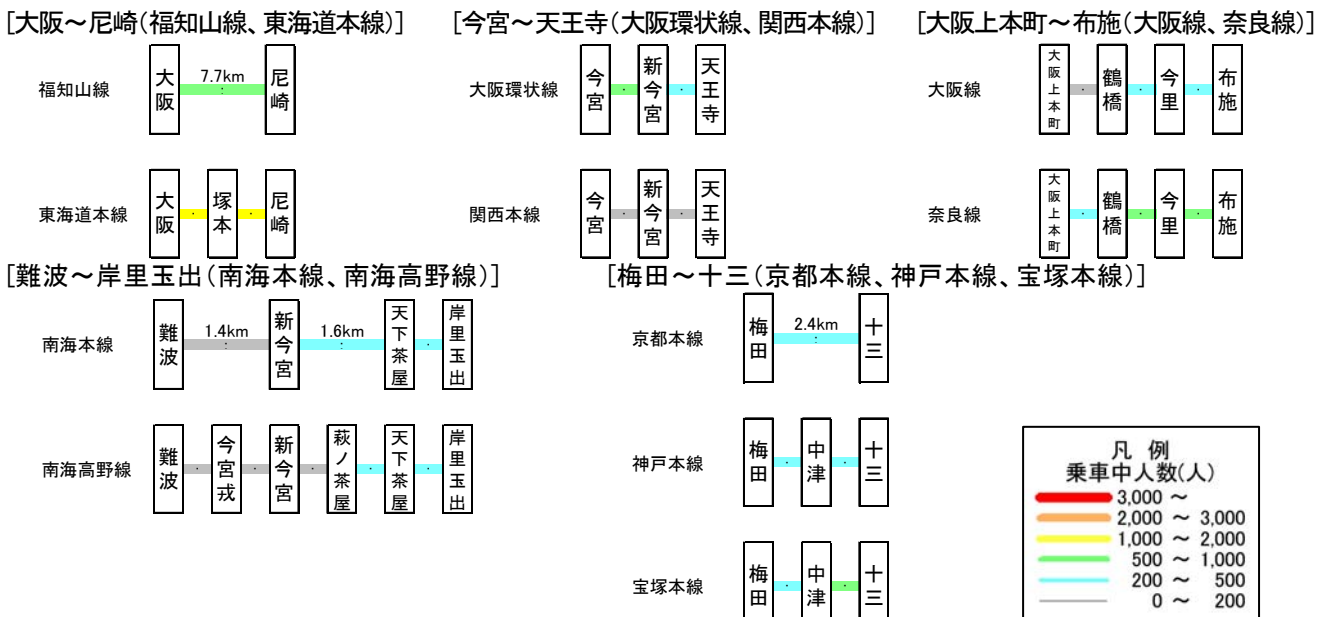 [大阪～尼崎(福知山線、東海道本線)]
福知山線
大阪
7.7km
尼崎
東海道本線
大阪
塚本
尼崎
[今宮～天王寺(大阪環状線、関西本線)]
大阪環状線
今宮
新今宮
天王寺
関西本線
今宮
新今宮
天王寺
[大阪上本町～布施(大阪線、奈良線)]
大阪線
大阪上本町
鶴橋
今里
布施
奈良線
大阪上本町
鶴橋
今里
布施
[難波～岸里玉出(南海本線、南海高野線)]
南海本線
難波
1.4km
新今宮
1.6km
天下茶屋
岸里玉出
南海高野線
難波
今宮戎
新今宮
萩ノ茶屋
天下茶屋
岸里玉出
[梅田～十三(京都本線、神戸本線、宝塚本線)]
京都本線
梅田
2.4km
十三
神戸本線
梅田
中津
十三
宝塚本線
梅田
中津
十三
凡 例
乗車中人数(人)
3,000 ～
2,000 ～ 3,000
1,000 ～ 2,000
500 ～ 1,000
200 ～ 500
0 ～ 200